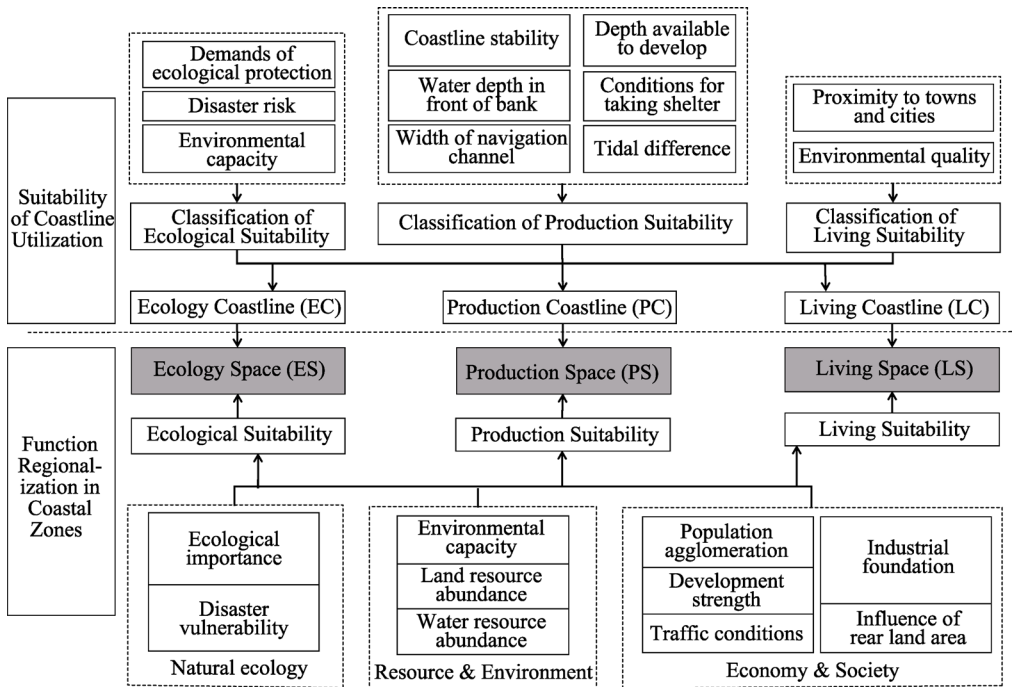 Suitability
of Coastline
Utilization
Demands of
ecological protection
Disaster risk
Environmental
capacity
Coastline stability
Depth available
to develop
Water depth in
front of bank
Conditions for
taking shelter
Width of navigation
channel
Tidal difference
Proximity to towns
and cities
Environmental quality
Classification of
Ecological Suitability
Classification of Production Suitability
Classification of
Living Suitability
Ecology Coastline (EC)
Production Coastline (PC)
Living Coastline (LC)
Function
Regional-
ization in
Coastal
Zones
Ecology Space (ES)
Production Space (PS)
Living Space (LS)
Ecological Suitability
Production Suitability
Living Suitability
Ecological
importance
Disaster
vulnerability
Natural ecology
Environmental
capacity
Land resource
abundance
Water resource
abundance
Resource & Environment
Population
agglomeration
Development
strength
Traffic conditions
Industrial
foundation
Influence of
rear land area
Economy & Society